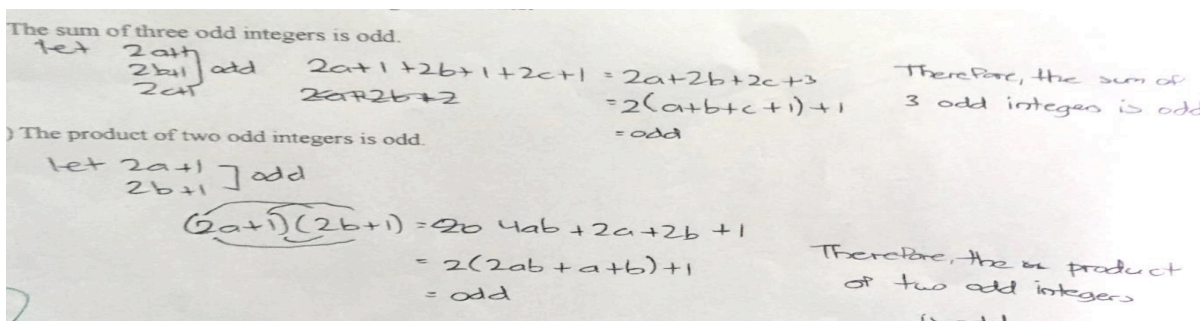 The sum of three odd integers is odd.
let 2a+1
2b+1 ] odd 2a+1+2b+1+2c+1 = 2a+2b+2c+3 Therefore, the sum of
2c+1 2a+2b+2 =2(a+b+c+1)+1 3 odd integers is odd
= odd
) The product of two odd integers is odd.
let 2a+1 ] odd
2b+1
(2a+1)(2b+1) = 4ab+2a+2b+1
= 2(2ab+a+b)+1 Therefore, the product
= odd of two odd integers